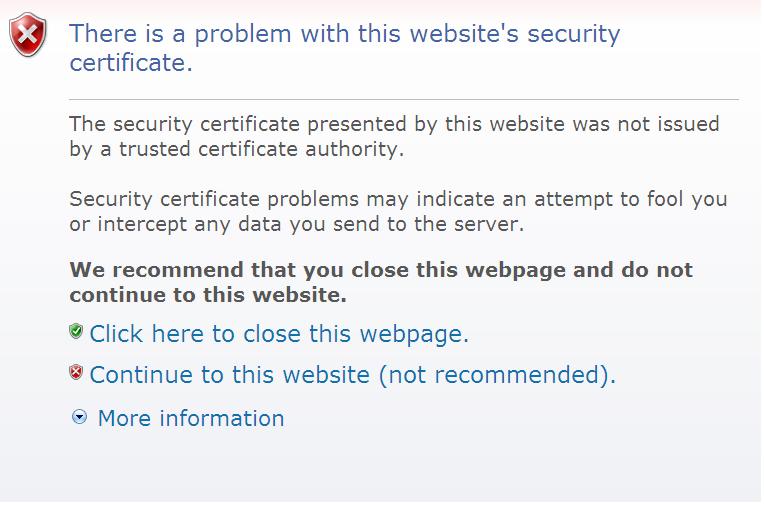 There is a problem with this website's security
certificate.
The security certificate presented by this website was not issued
by a trusted certificate authority.
Security certificate problems may indicate an attempt to fool you
or intercept any data you send to the server.
We recommend that you close this webpage and do not
continue to this website.
Click here to close this webpage.
Continue to this website (not recommended).
More information